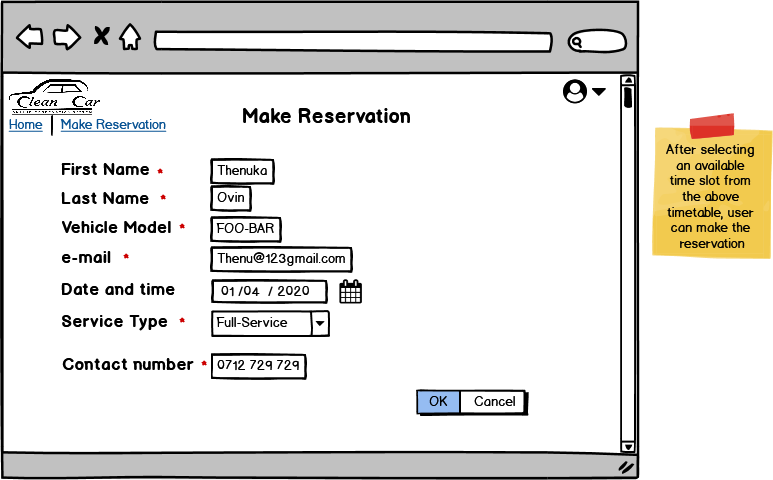 Clean Car
Home
Make Reservation
Make Reservation
First Name *
Thenuka
Last Name *
Ovin
Vehicle Model *
FOO-BAR
e-mail *
Thenu@123gmail.com
Date and time
01 /04 / 2020
Service Type *
Full-Service
Contact number *
0712 729 729
OK
Cancel
After selecting
an available
time slot from
the above
timetable, user
can make the
reservation